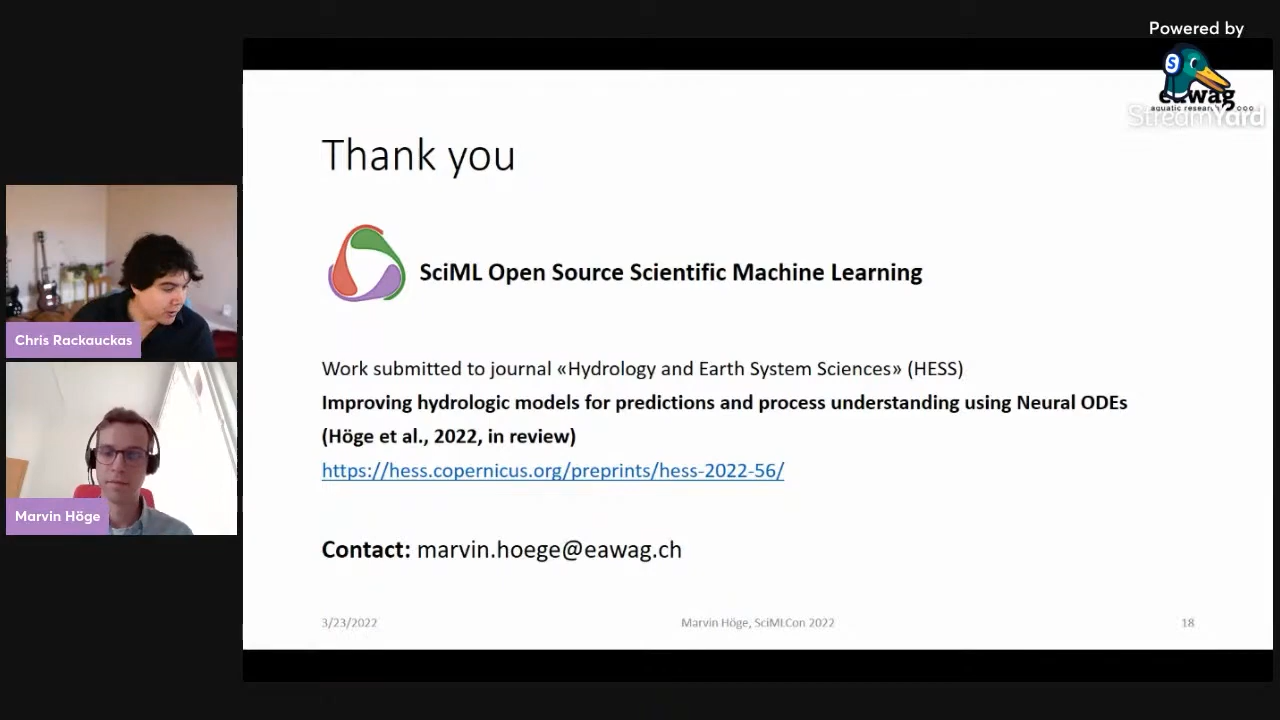 Powered by
S
eawag
aquatic research ooo
StreamYard
Thank you
SciML Open Source Scientific Machine Learning
Chris Rackauckas
Work submitted to journal «Hydrology and Earth System Sciences» (HESS)
Improving hydrologic models for predictions and process understanding using Neural ODEs
(Höge et al., 2022, in review)
https://hess.copernicus.org/preprints/hess-2022-56/
Marvin Höge
Contact: marvin.hoege@eawag.ch
3/23/2022
Marvin Höge, SciMLCon 2022
18